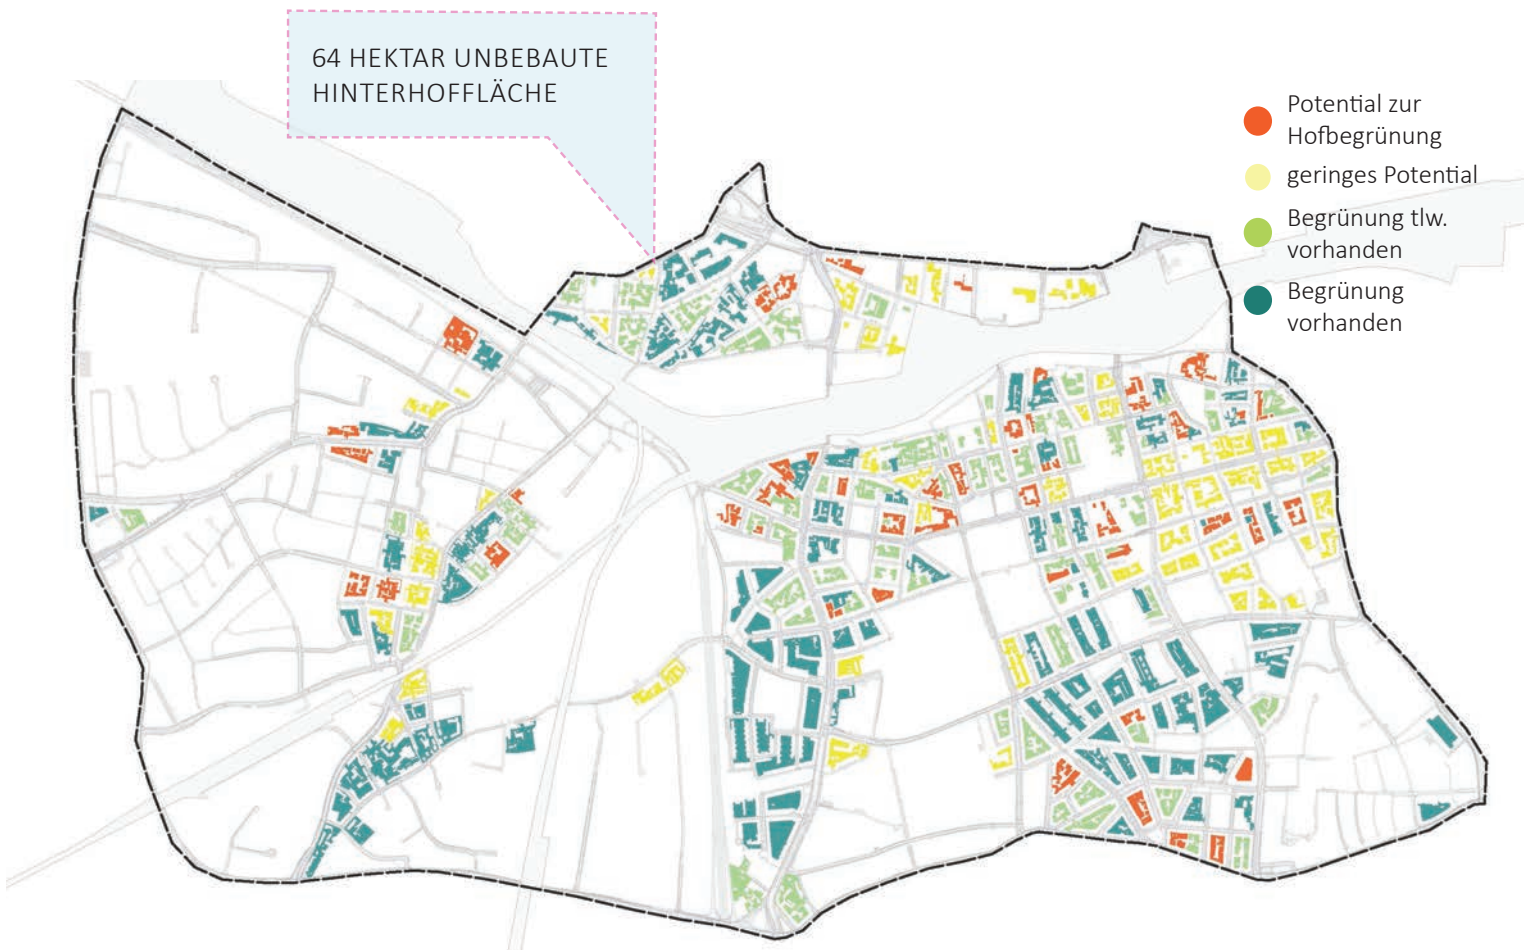 64 HEKTAR UNBEBAUTE
HINTERHOFFLÄCHE
Potential zur
Hofbegrünung
geringes Potential
Begrünung tlw.
vorhanden
Begrünung
vorhanden